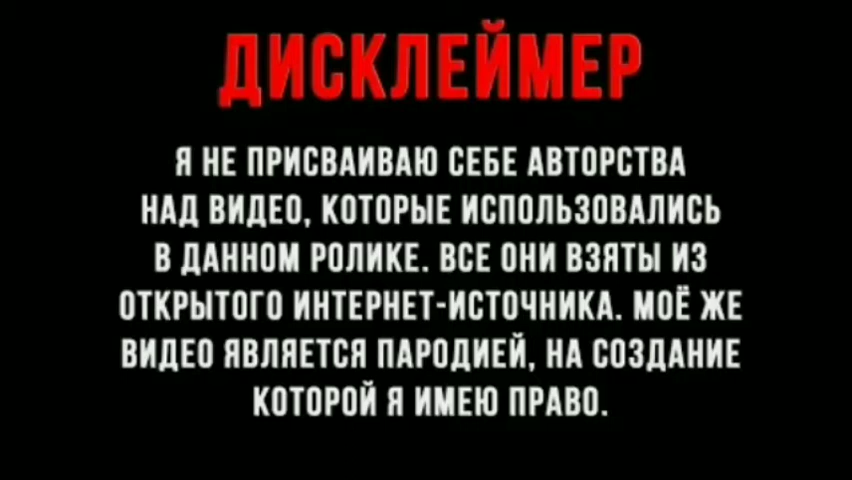 ДИСКЛЕЙМЕР
Я НЕ ПРИСВАИВАЮ СЕБЕ АВТОРСТВА
НАД ВИДЕО, КОТОРЫЕ ИСПОЛЬЗОВАЛИСЬ
В ДАННОМ РОЛИКЕ. ВСЕ ОНИ ВЗЯТЫ ИЗ
ОТКРЫТОГО ИНТЕРНЕТ-ИСТОЧНИКА. МОЁ ЖЕ
ВИДЕО ЯВЛЯЕТСЯ ПАРОДИЕЙ, НА СОЗДАНИЕ
КОТОРОЙ Я ИМЕЮ ПРАВО.